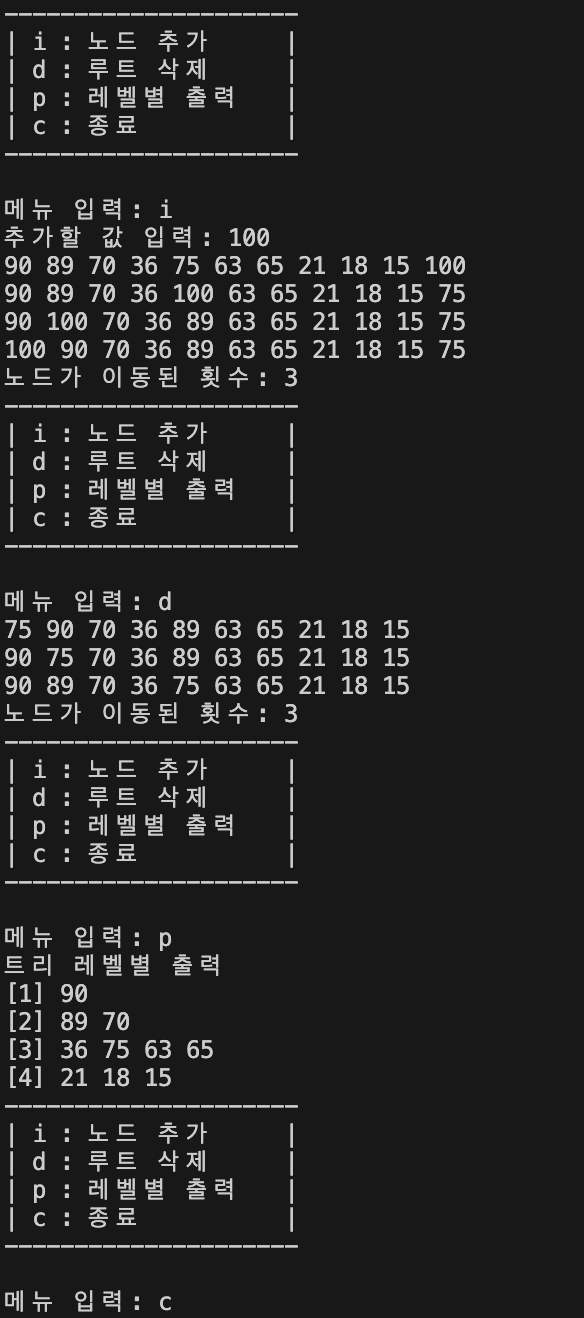 ---------------------
| i : 노드 추가      |
| d : 루트 삭제      |
| p : 레벨별 출력    |
| c : 종료           |
---------------------
메뉴 입력: i
추가할 값 입력: 100
90 89 70 36 75 63 65 21 18 15 100
90 89 70 36 100 63 65 21 18 15 75
90 100 70 36 89 63 65 21 18 15 75
100 90 70 36 89 63 65 21 18 15 75
노드가 이동된 횟수: 3
---------------------
| i : 노드 추가      |
| d : 루트 삭제      |
| p : 레벨별 출력    |
| c : 종료           |
---------------------
메뉴 입력: d
75 90 70 36 89 63 65 21 18 15
90 75 70 36 89 63 65 21 18 15
90 89 70 36 75 63 65 21 18 15
노드가 이동된 횟수: 3
---------------------
| i : 노드 추가      |
| d : 루트 삭제      |
| p : 레벨별 출력    |
| c : 종료           |
---------------------
메뉴 입력: p
트리 레벨별 출력
[1] 90
[2] 89 70
[3] 36 75 63 65
[4] 21 18 15
---------------------
| i : 노드 추가      |
| d : 루트 삭제      |
| p : 레벨별 출력    |
| c : 종료           |
---------------------
메뉴 입력: c